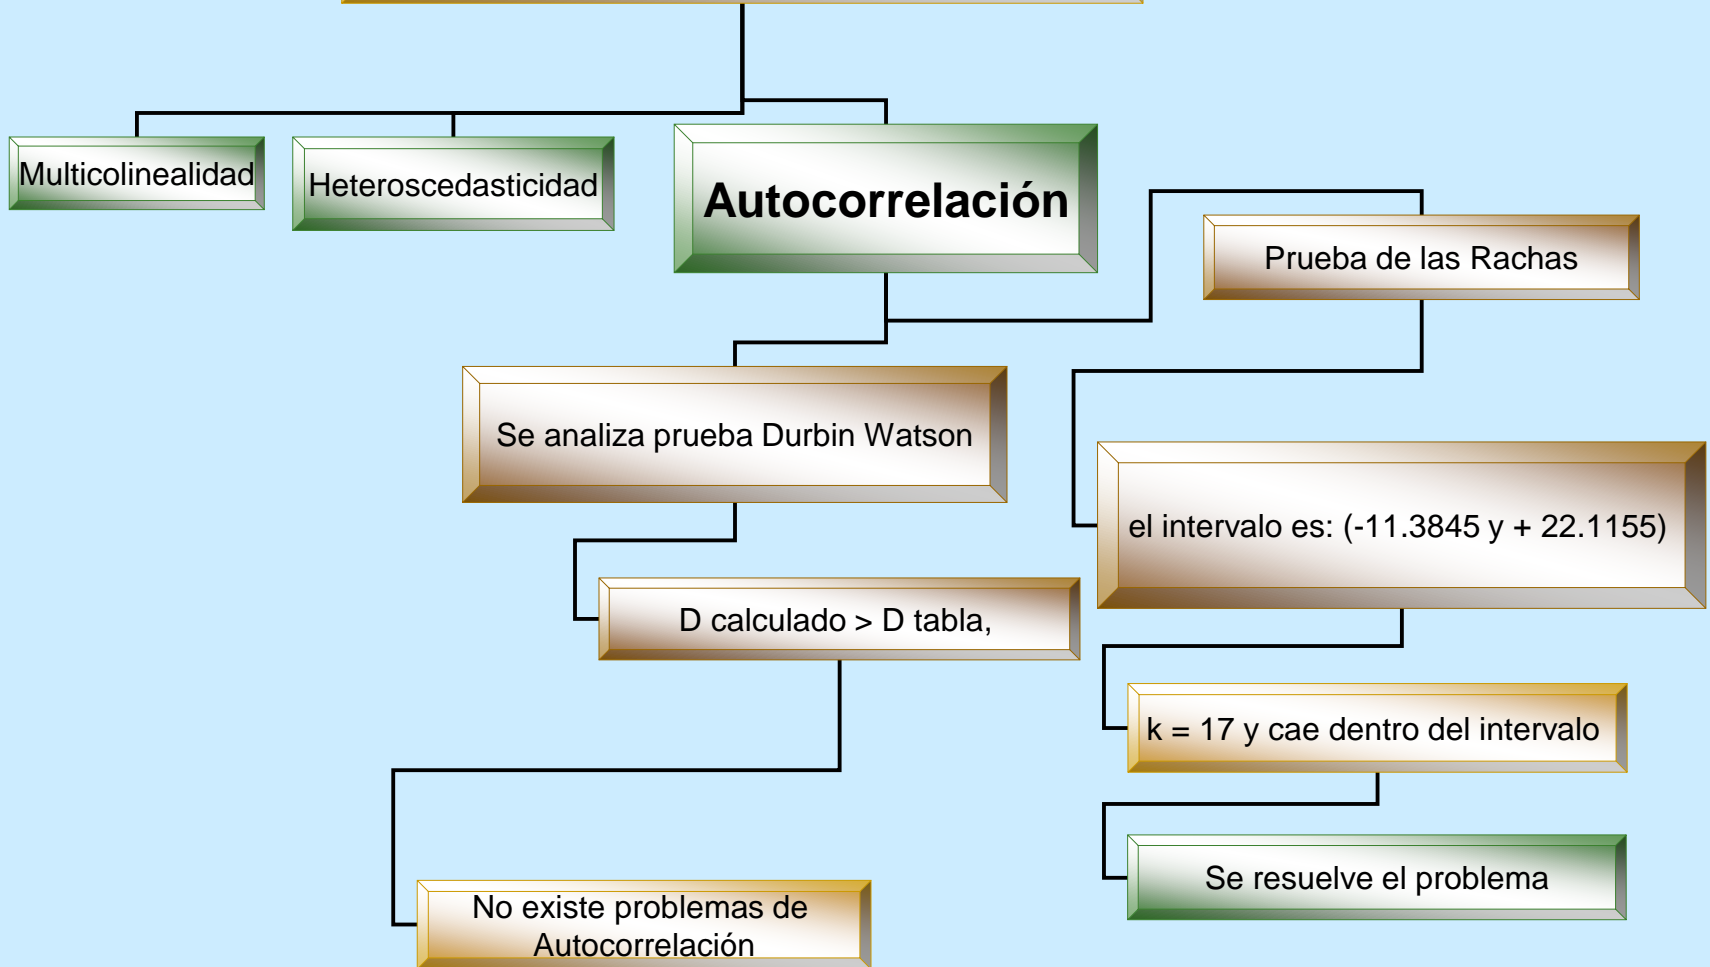 Multicolinealidad
Heteroscedasticidad
Autocorrelación
Prueba de las Rachas
Se analiza prueba Durbin Watson
el intervalo es: (-11.3845 y + 22.1155)
D calculado > D tabla,
k = 17 y cae dentro del intervalo
Se resuelve el problema
No existe problemas de
Autocorrelación